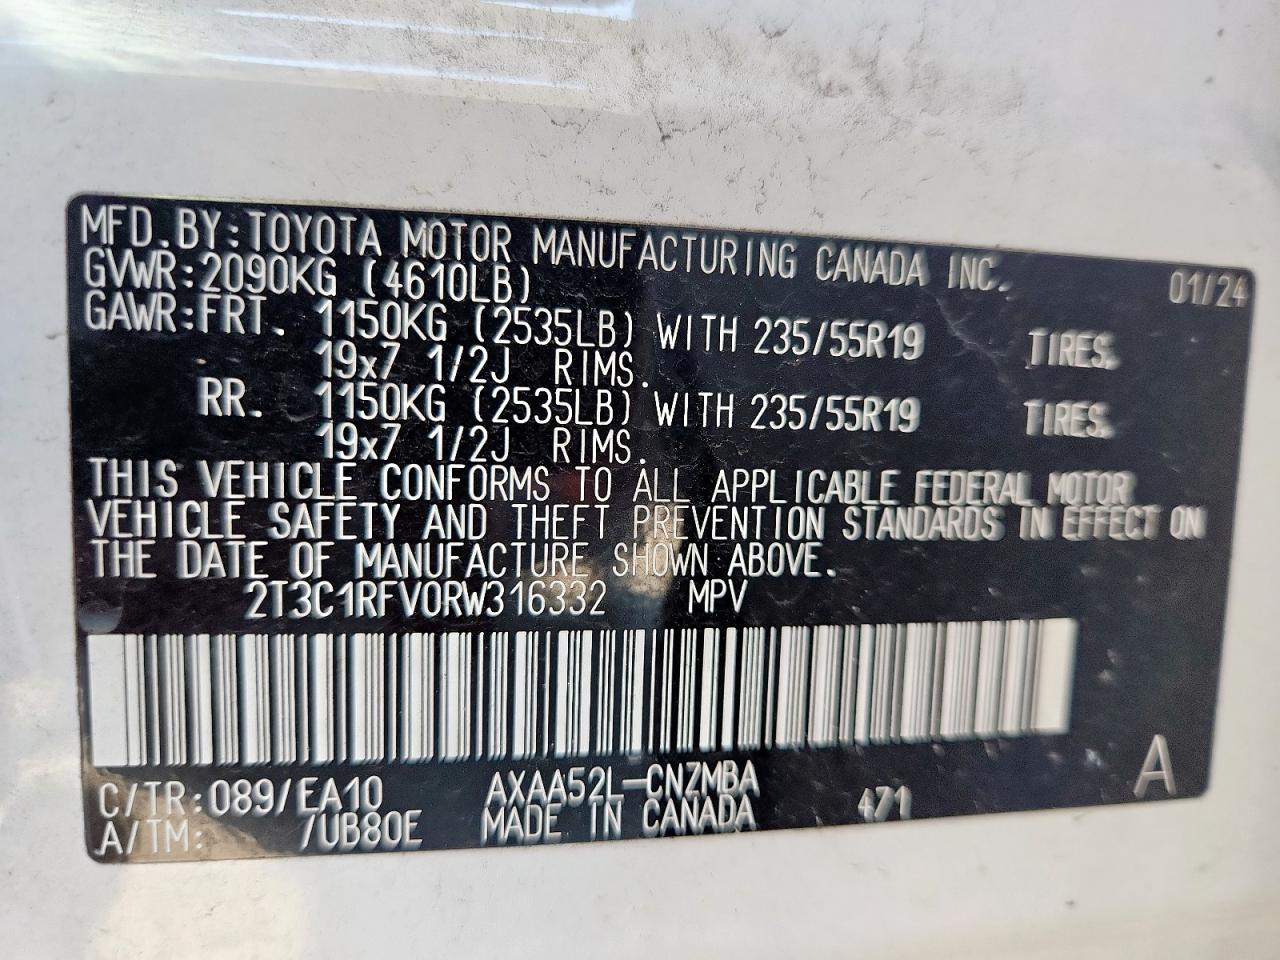 MFD.BY:TOYOTA MOTOR MANUFACTURING CANADA INC. 01/24
GVWR:2090KG (4610LB)
GAWR:FRT. 1150KG (2535LB) WITH 235/55R19 TIRES.
19x7 1/2J RIMS.
RR. 1150KG (2535LB) WITH 235/55R19 TIRES.
19x7 1/2J RIMS.
THIS VEHICLE CONFORMS TO ALL APPLICABLE FEDERAL MOTOR
VEHICLE SAFETY AND THEFT PREVENTION STANDARDS IN EFFECT ON
THE DATE OF MANUFACTURE SHOWN ABOVE.
2T3C1RFV0RW316332 MPV
C/TR:089/EA10 AXAA52L-CNZMBA 471 A
A/TM: /UB80E MADE IN CANADA